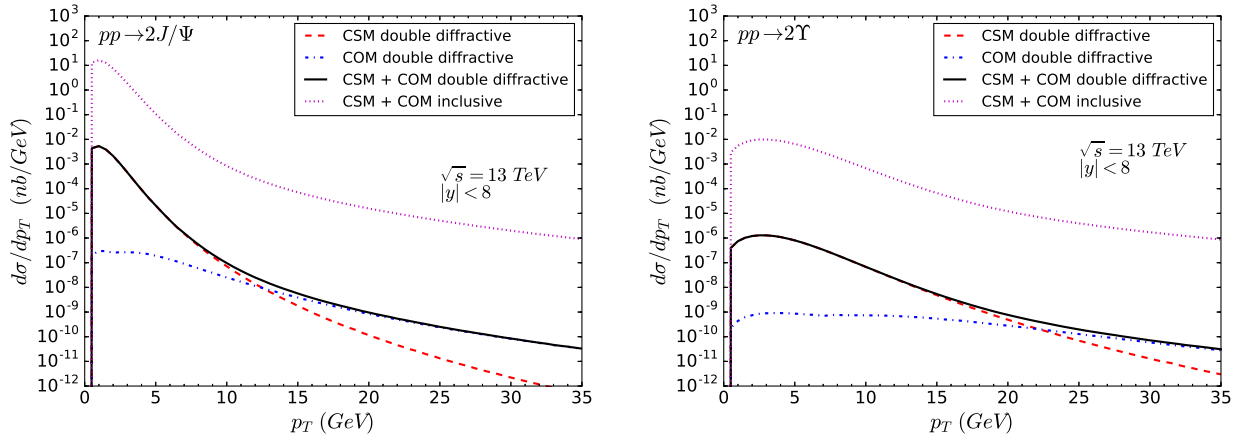 pp→2J/Ψ
CSM double diffractive
COM double diffractive
CSM + COM double diffractive
CSM + COM inclusive
√s = 13 TeV
|y| < 8
dσ/dp_T (nb/GeV)
10^3
10^2
10^1
10^0
10^-1
10^-2
10^-3
10^-4
10^-5
10^-6
10^-7
10^-8
10^-9
10^-10
10^-11
10^-12
0 5 10 15 20 25 30 35
p_T (GeV)
pp→2Υ
CSM double diffractive
COM double diffractive
CSM + COM double diffractive
CSM + COM inclusive
√s = 13 TeV
|y| < 8
dσ/dp_T (nb/GeV)
10^3
10^2
10^1
10^0
10^-1
10^-2
10^-3
10^-4
10^-5
10^-6
10^-7
10^-8
10^-9
10^-10
10^-11
10^-12
0 5 10 15 20 25 30 35
p_T (GeV)